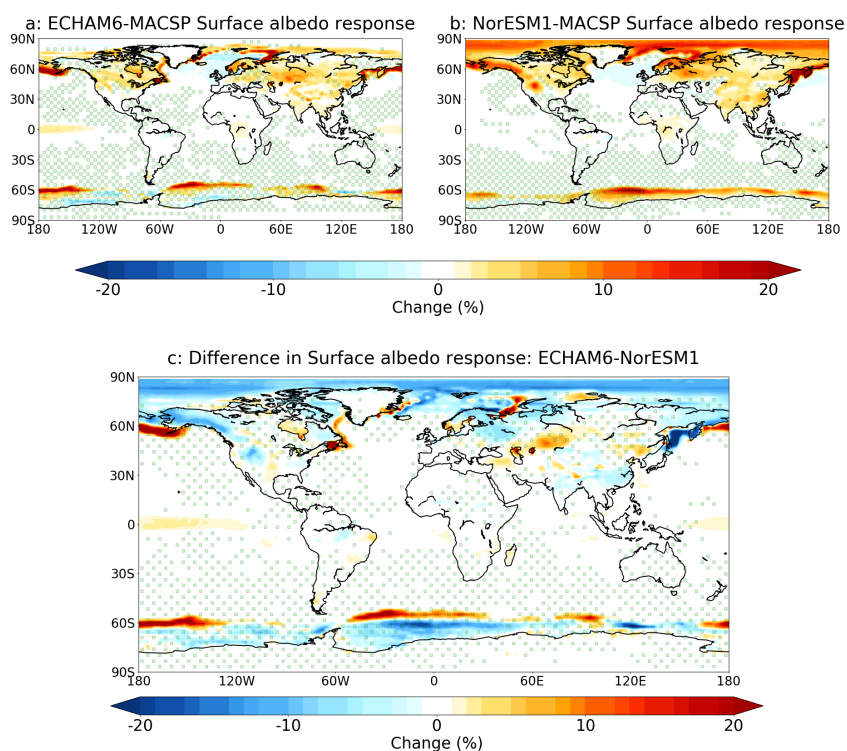 a: ECHAM6-MACSP Surface albedo response
b: NorESM1-MACSP Surface albedo response
90N
60N
30N
0
30S
60S
90S
180 120W 60W 0 60E 120E 180
90N
60N
30N
0
30S
60S
90S
180 120W 60W 0 60E 120E 180
-20 -10 0 10 20
Change (%)
c: Difference in Surface albedo response: ECHAM6-NorESM1
90N
60N
30N
0
30S
60S
90S
180 120W 60W 0 60E 120E 180
-20 -10 0 10 20
Change (%)